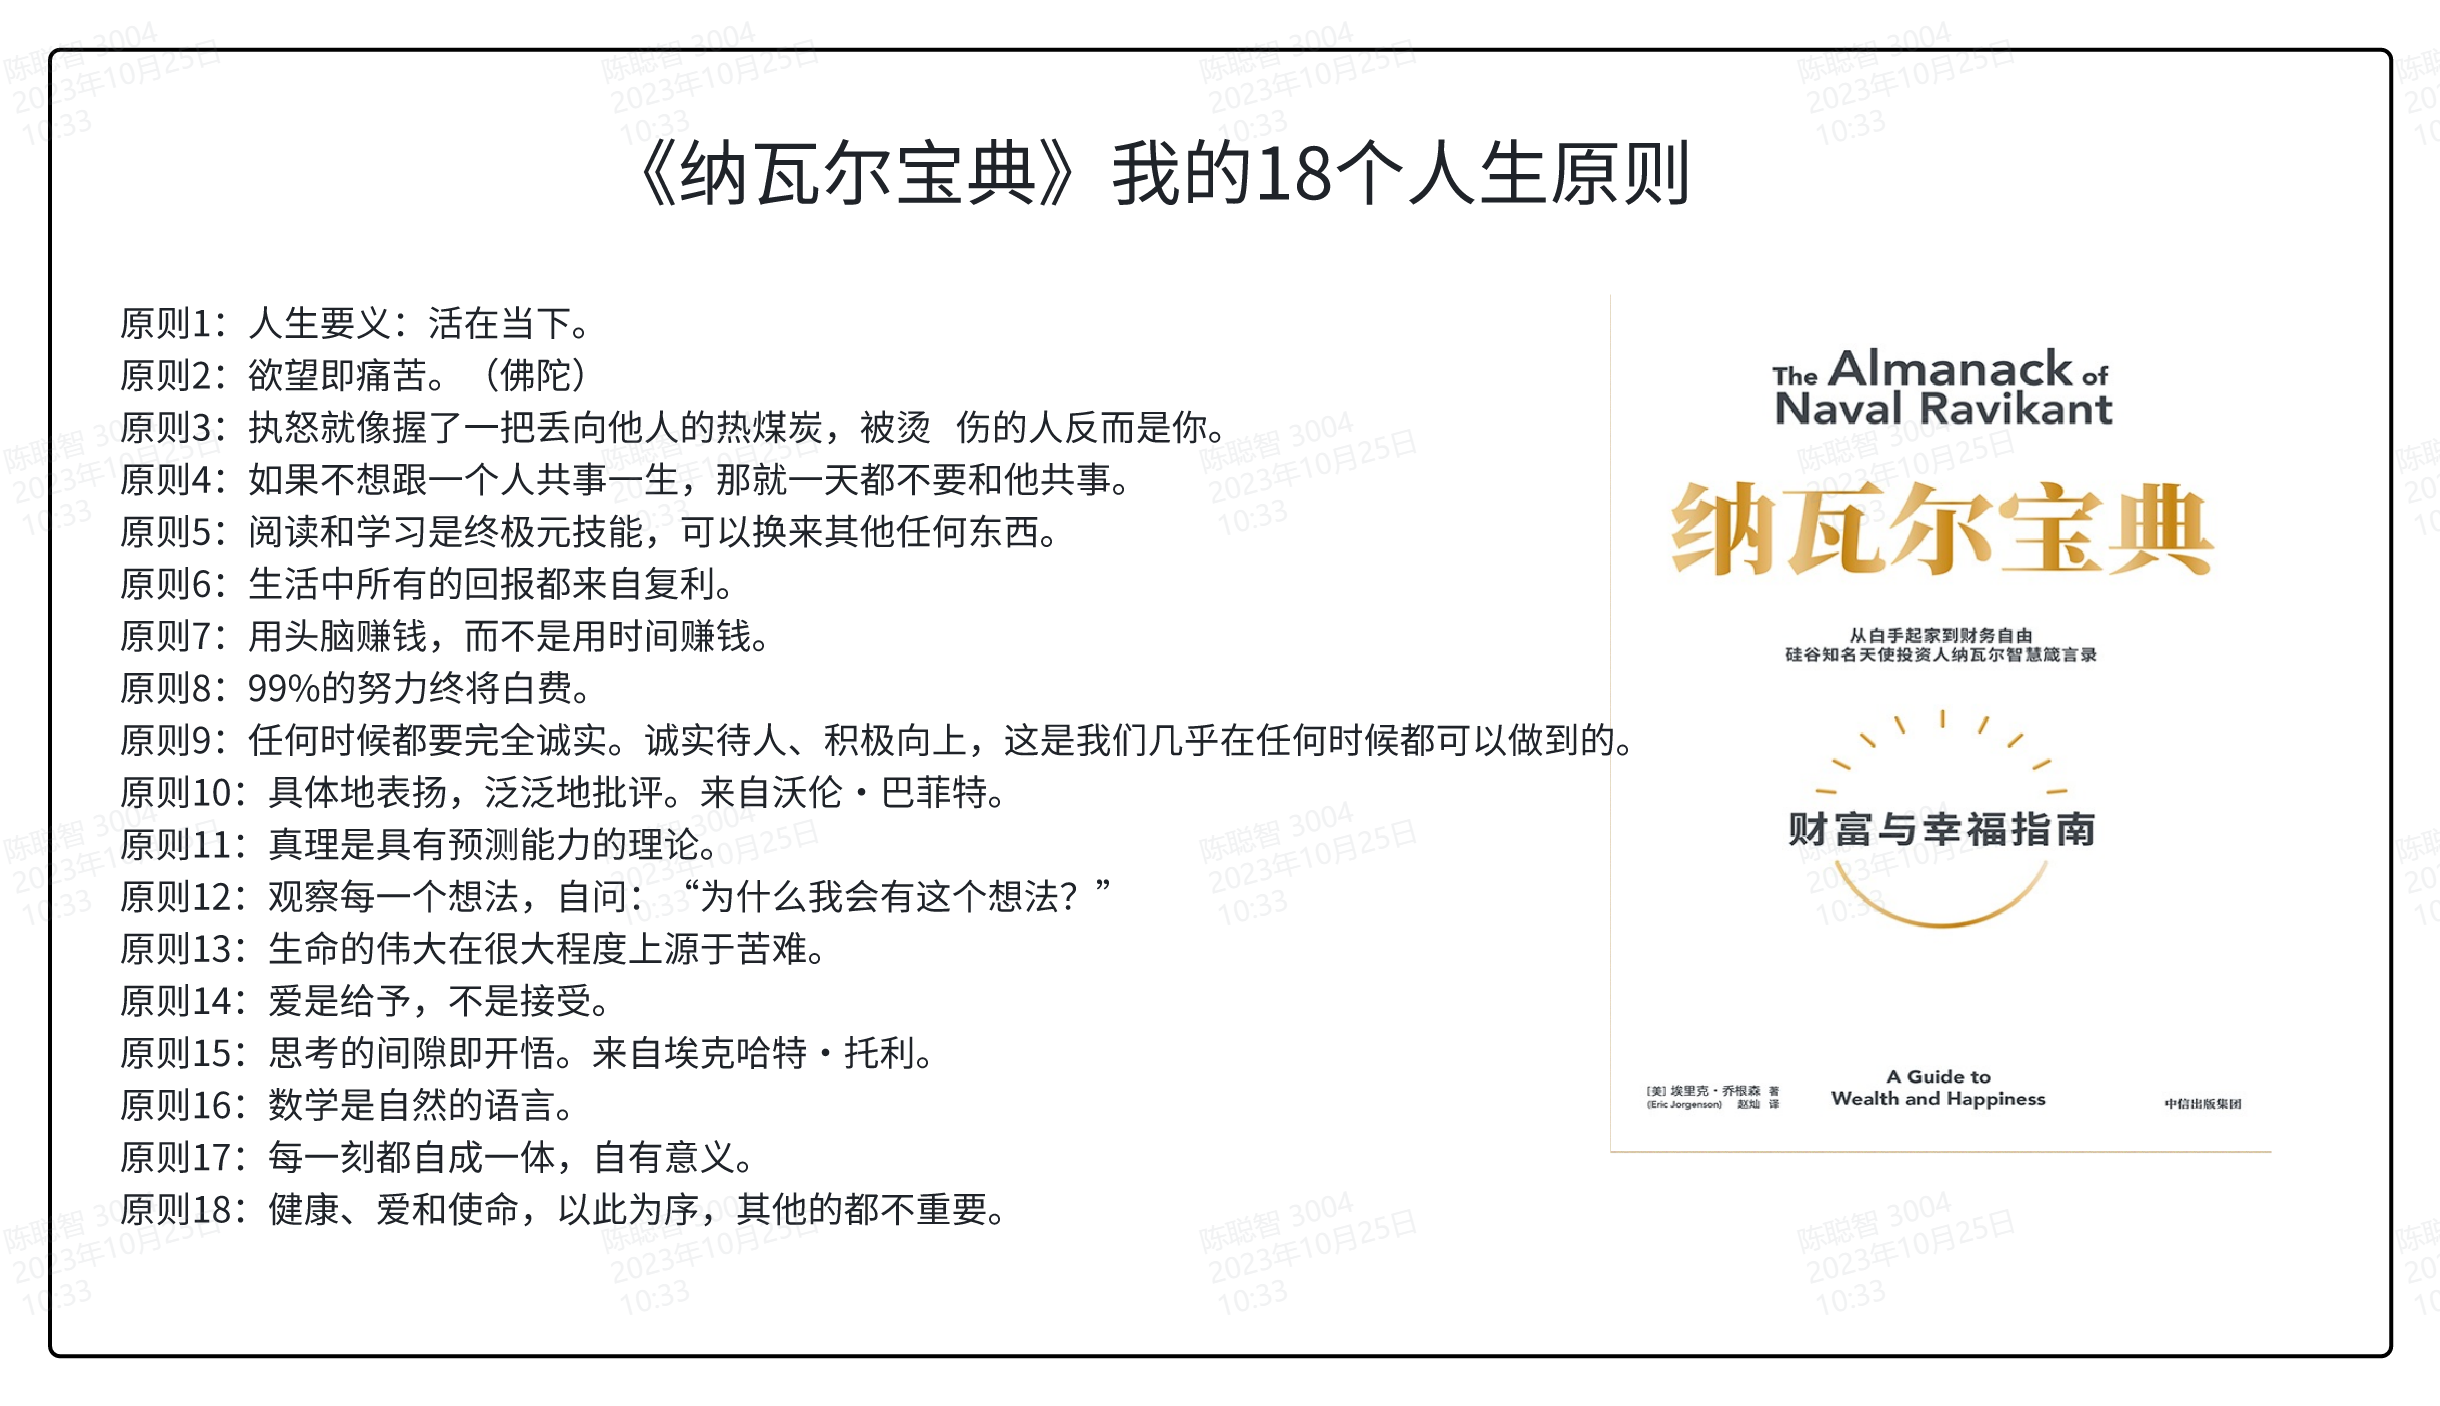 《纳瓦尔宝典》我的18个人生原则
原则1：人生要义：活在当下。
原则2：欲望即痛苦。（佛陀）
原则3：执怒就像握了一把丢向他人的热煤炭，被烫 伤的人反而是你。
原则4：如果不想跟一个人共事一生，那就一天都不要和他共事。
原则5：阅读和学习是终极元技能，可以换来其他任何东西。
原则6：生活中所有的回报都来自复利。
原则7：用头脑赚钱，而不是用时间赚钱。
原则8：99%的努力终将白费。
原则9：任何时候都要完全诚实。诚实待人、积极向上，这是我们几乎在任何时候都可以做到的。
原则10：具体地表扬，泛泛地批评。来自沃伦·巴菲特。
原则11：真理是具有预测能力的理论。
原则12：观察每一个想法，自问：“为什么我会有这个想法？”
原则13：生命的伟大在很大程度上源于苦难。
原则14：爱是给予，不是接受。
原则15：思考的间隙即开悟。来自埃克哈特·托利。
原则16：数学是自然的语言。
原则17：每一刻都自成一体，自有意义。
原则18：健康、爱和使命，以此为序，其他的都不重要。
The Almanack of
Naval Ravikant
纳瓦尔宝典
从白手起家到财务自由
硅谷知名天使投资人纳瓦尔智慧箴言录
财富与幸福指南
[美] 埃里克·乔根森 著
(Eric Jorgenson) 赵灿 译
A Guide to
Wealth and Happiness
中信出版集团
陈聪智 3004
2023年10月25日
10:33